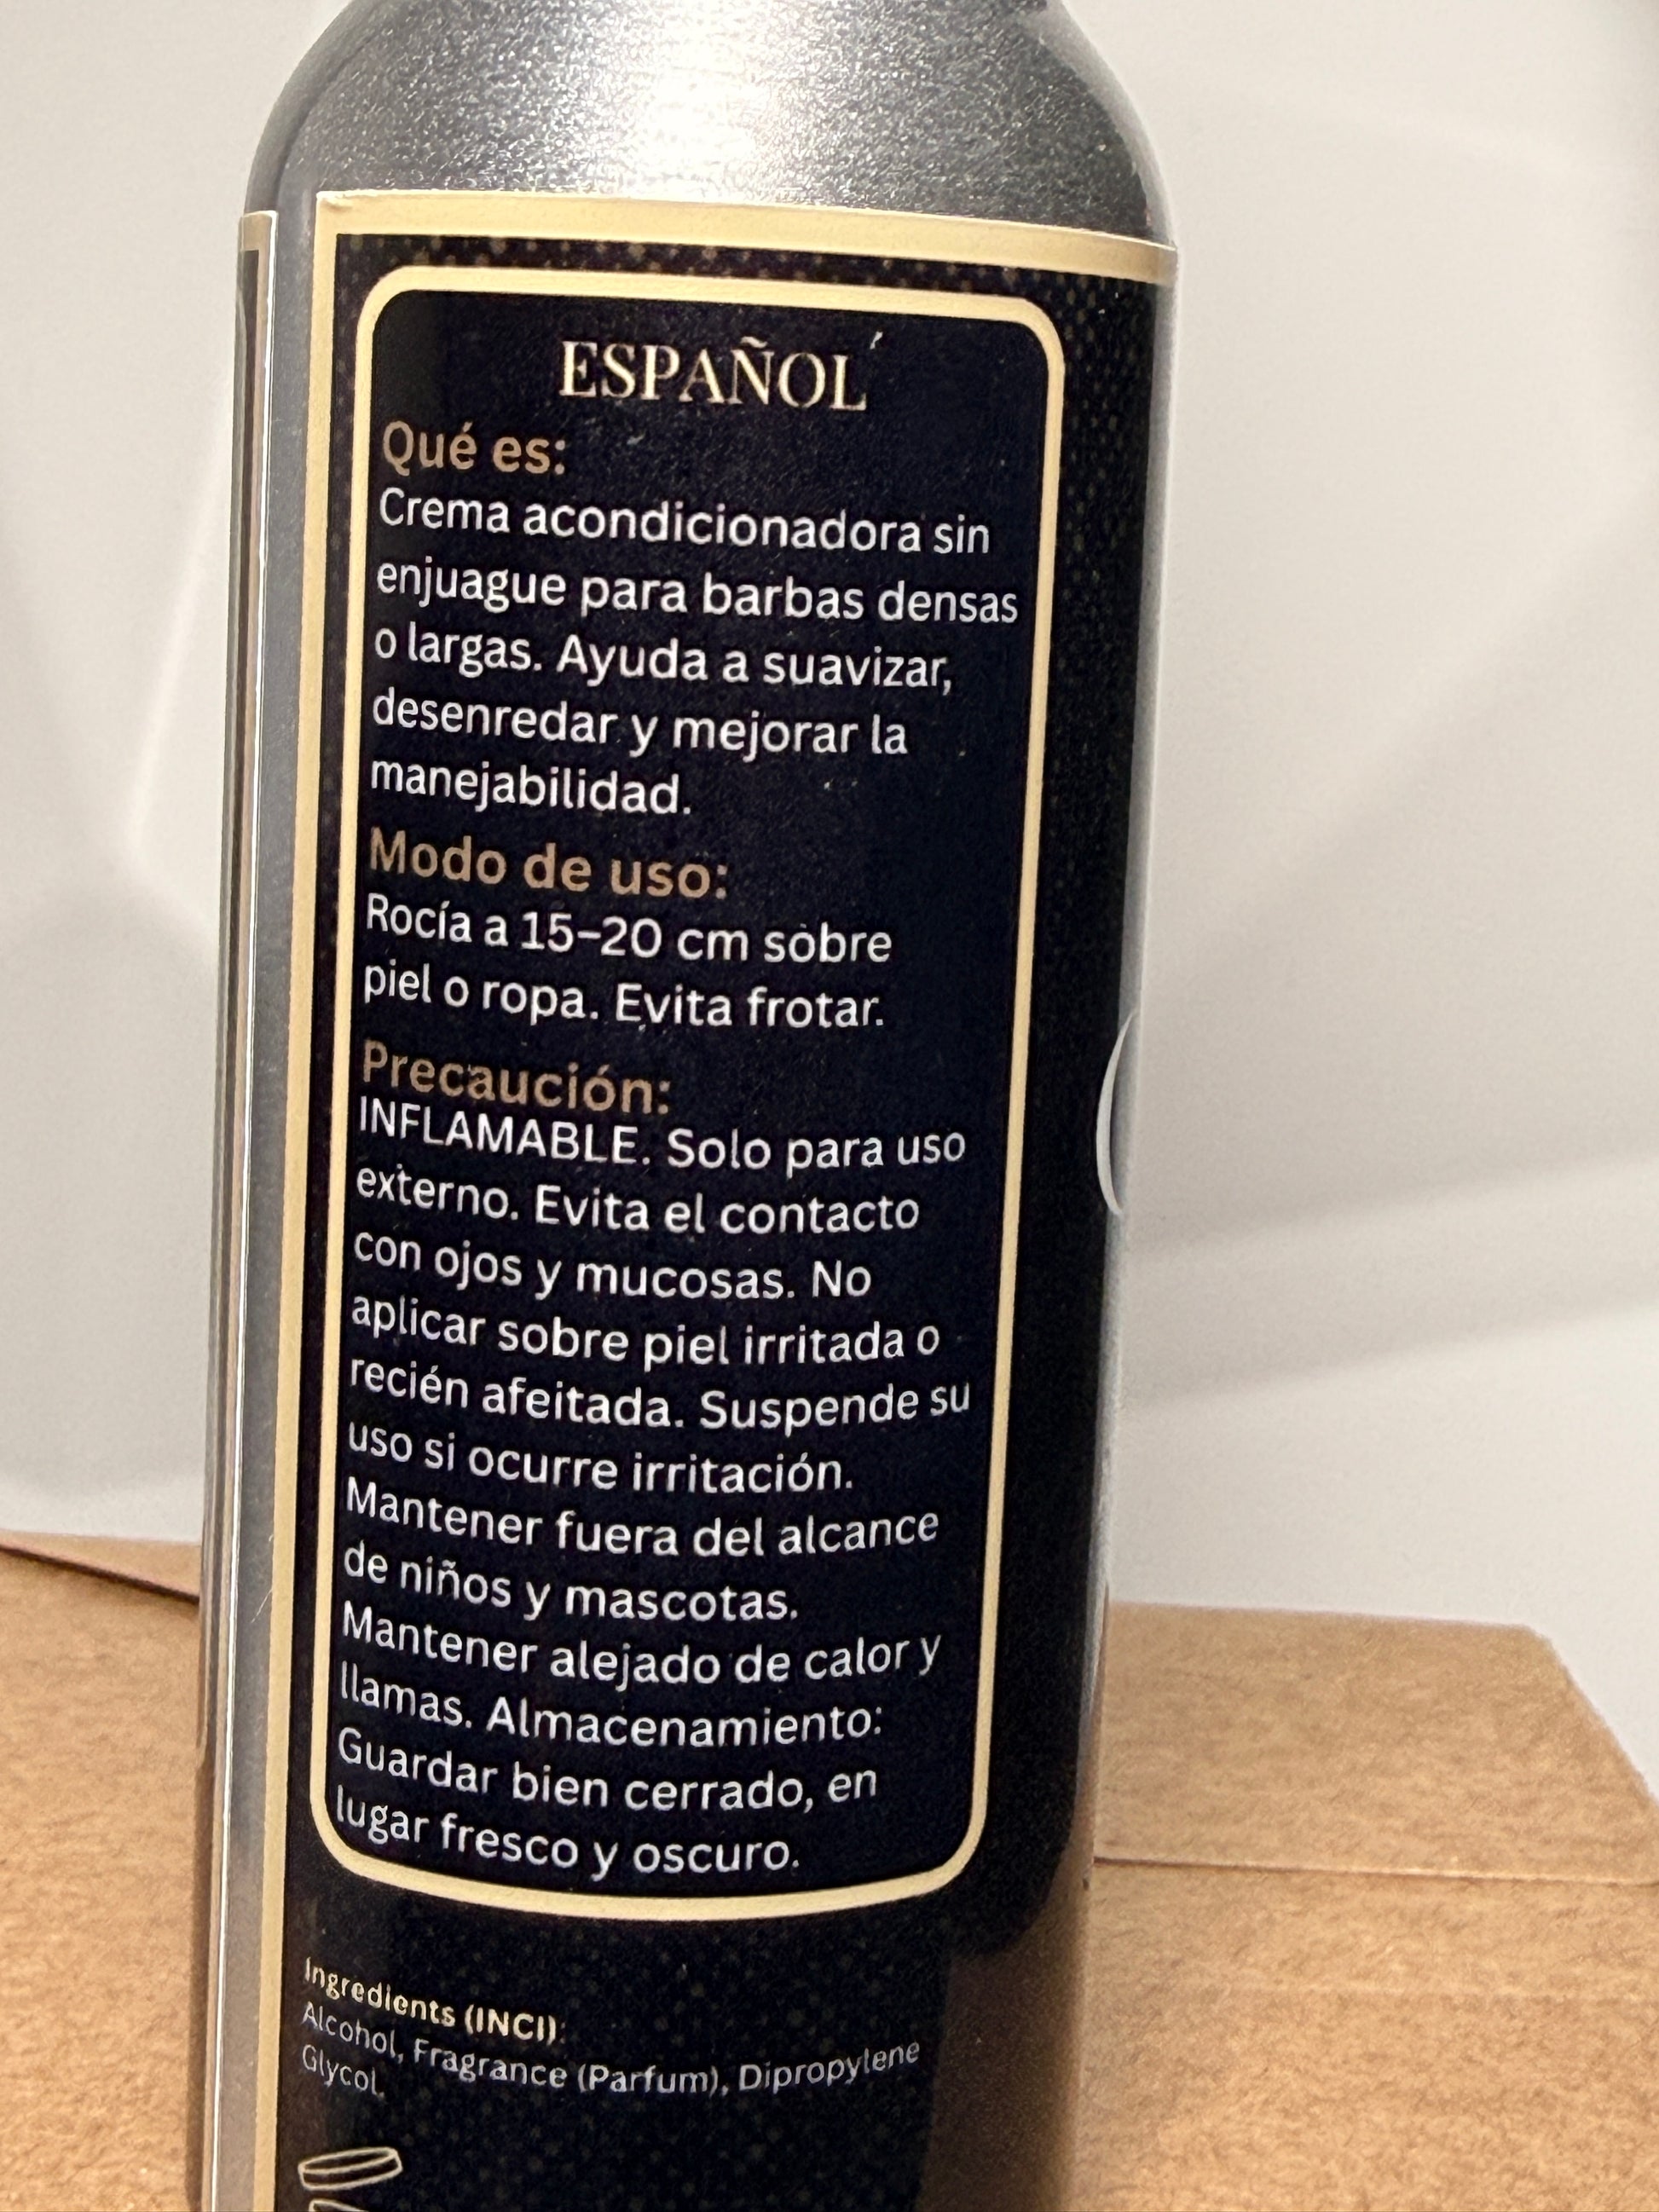 ESPAÑOL
Qué es:
Crema acondicionadora sin
enjuague para barbas densas
o largas. Ayuda a suavizar,
desenredar y mejorar la
manejabilidad.
Modo de uso:
Rocía a 15–20 cm sobre
piel o ropa. Evita frotar.
Precaución:
INFLAMABLE. Solo para uso
externo. Evita el contacto
con ojos y mucosas. No
aplicar sobre piel irritada o
recién afeitada. Suspende su
uso si ocurre irritación.
Mantener fuera del alcance
de niños y mascotas.
Mantener alejado de calor y
llamas. Almacenamiento:
Guardar bien cerrado, en
lugar fresco y oscuro.
Ingredients (INCI):
Alcohol, Fragrance (Parfum), Dipropylene
Glycol.